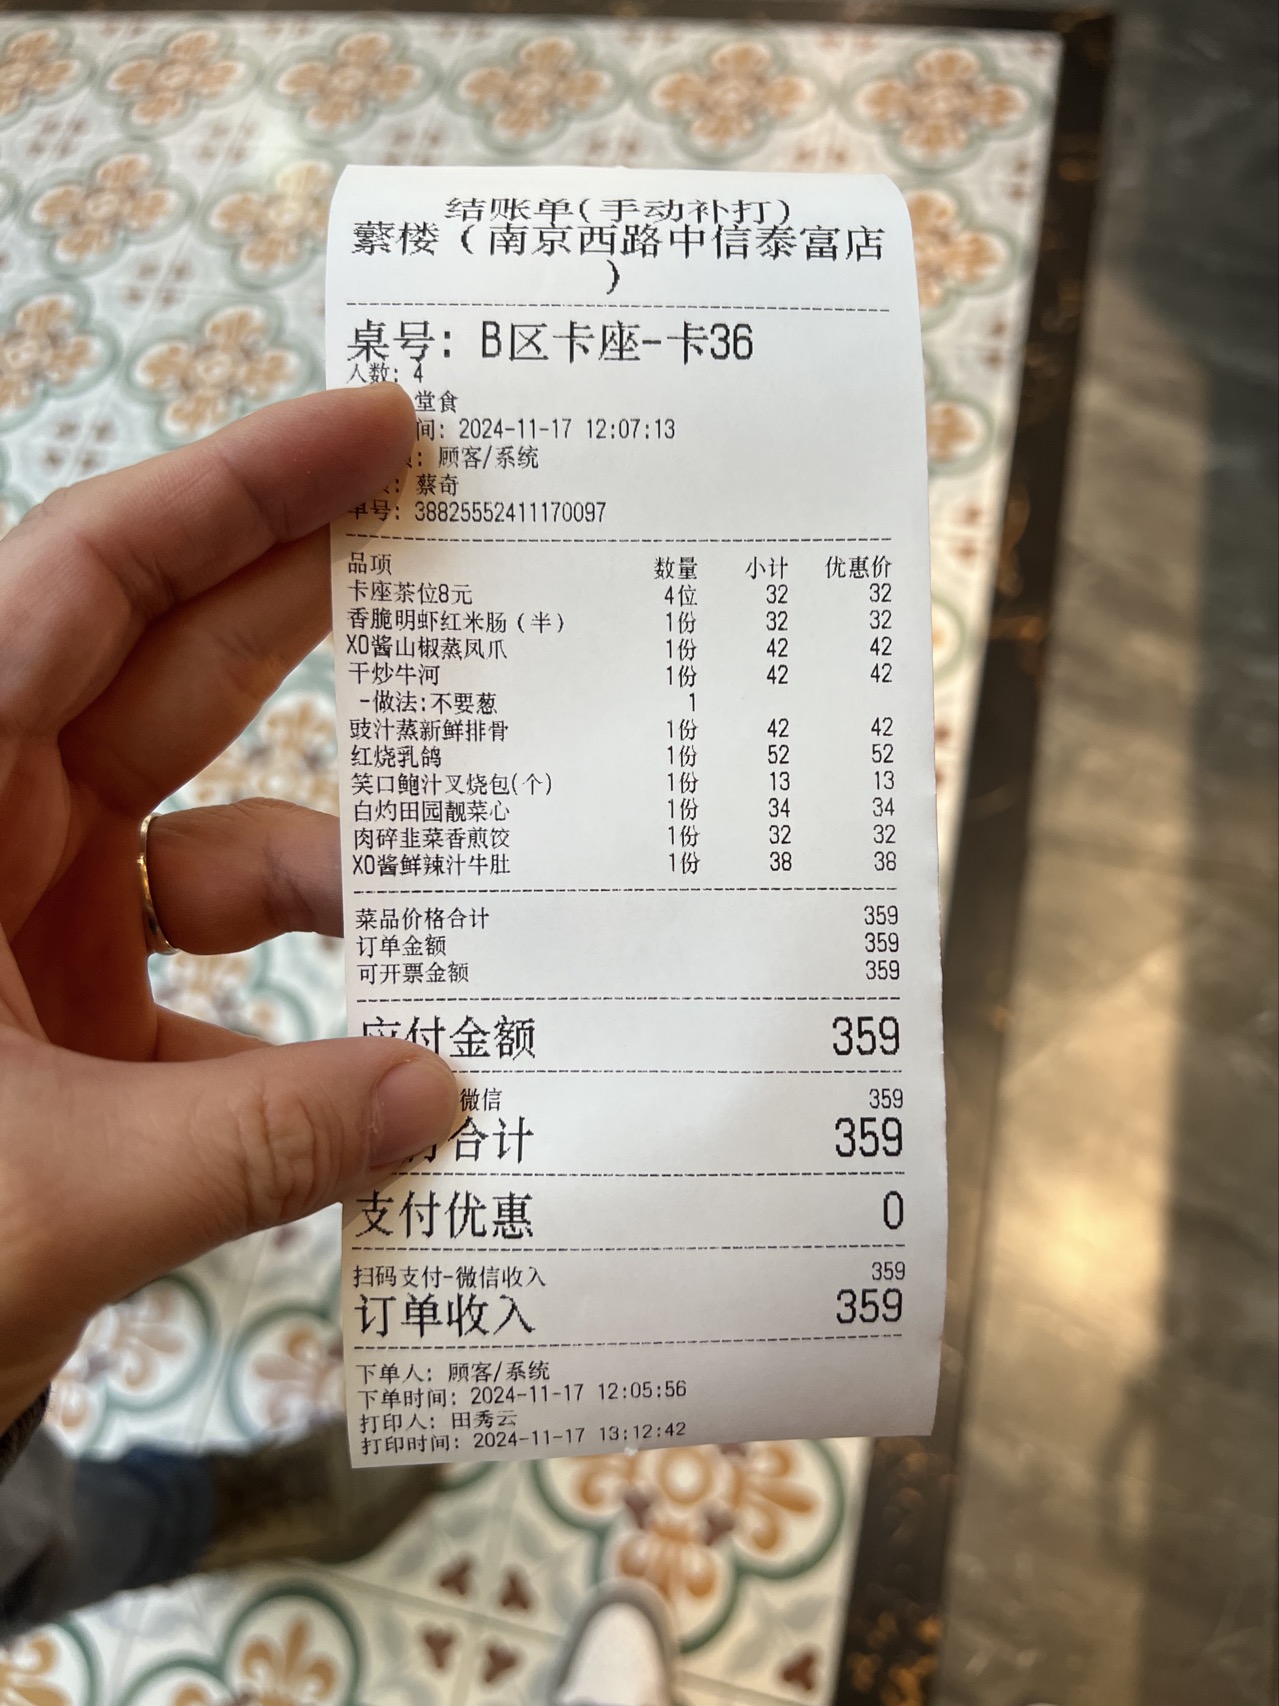 结账单(手动补打)
蘩楼（南京西路中信泰富店
）
桌号: B区卡座-卡36
人数: 4
堂食
间: 2024-11-17 12:07:13
: 顾客/系统
: 蔡奇
单号: 38825552411170097
品项 数量 小计 优惠价
卡座茶位8元 4位 32 32
香脆明虾红米肠（半） 1份 32 32
XO酱山椒蒸凤爪 1份 42 42
干炒牛河 1份 42 42
-做法:不要葱 1
豉汁蒸新鲜排骨 1份 42 42
红烧乳鸽 1份 52 52
笑口鲍汁叉烧包(个) 1份 13 13
白灼田园靓菜心 1份 34 34
肉碎韭菜香煎饺 1份 32 32
XO酱鲜辣汁牛肚 1份 38 38
菜品价格合计 359
订单金额 359
可开票金额 359
应付金额 359
微信 359
合计 359
支付优惠 0
扫码支付-微信收入 359
订单收入 359
下单人: 顾客/系统
下单时间: 2024-11-17 12:05:56
打印人: 田秀云
打印时间: 2024-11-17 13:12:42